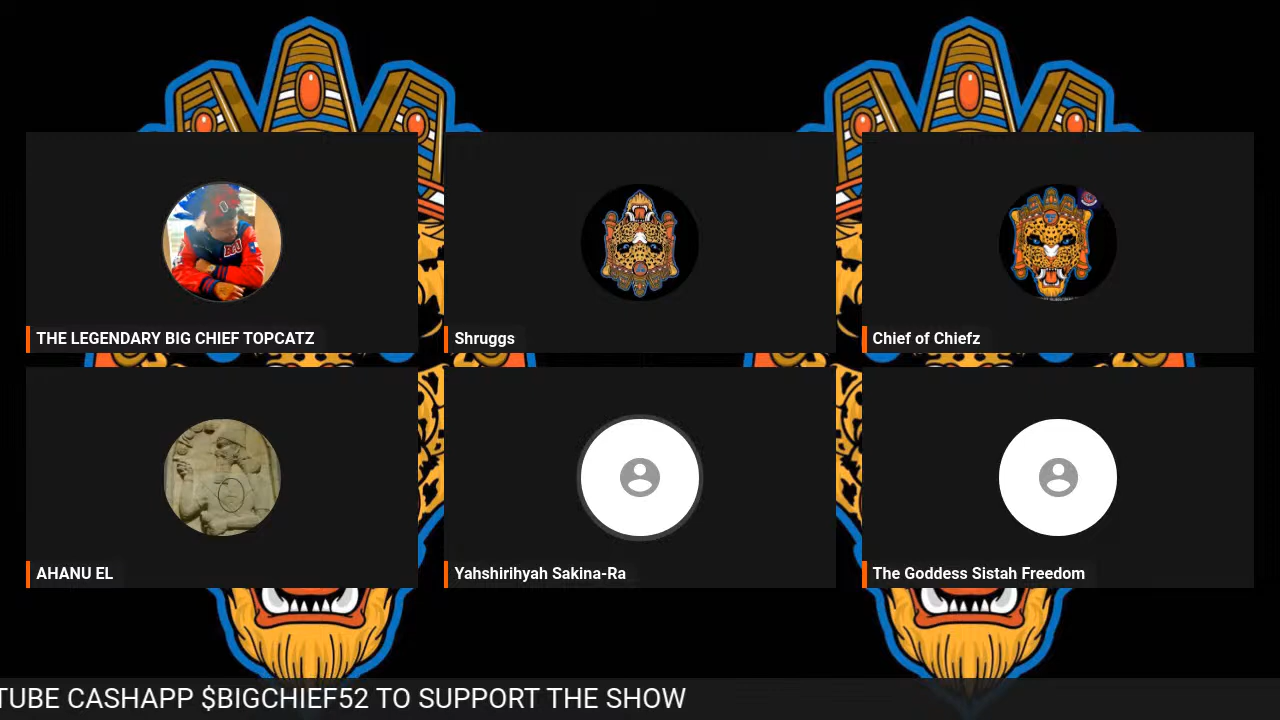 THE LEGENDARY BIG CHIEF TOPCATZ
Shruggs
Chief of Chiefz
AHANU EL
Yahshirihyah Sakina-Ra
The Goddess Sistah Freedom
TUBE CASHAPP $BIGCHIEF52 TO SUPPORT THE SHOW